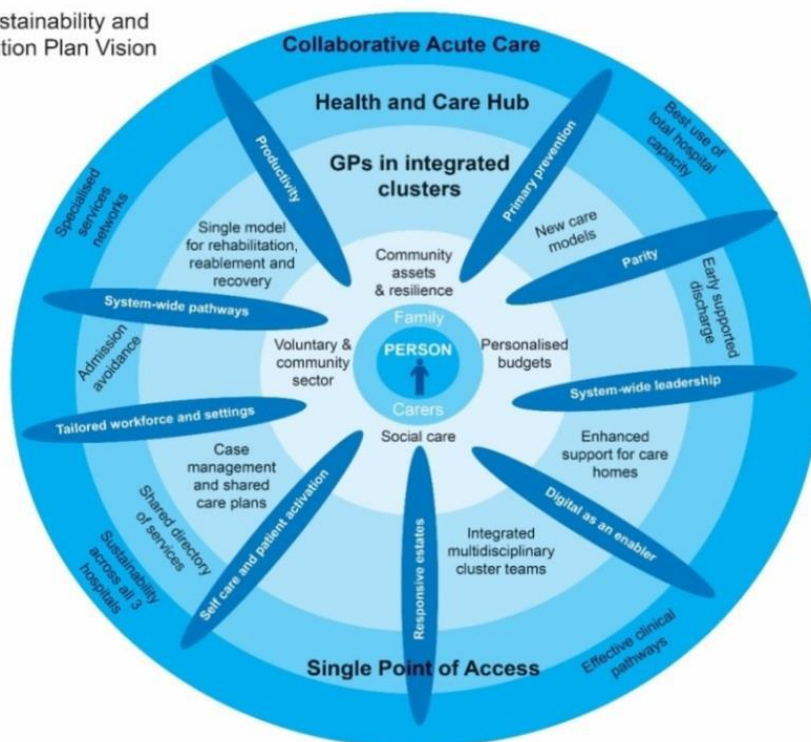 stainability and
tion Plan Vision
Collaborative Acute Care
Health and Care Hub
GPs in integrated
clusters
Productivity
Primary prevention
Best use of
total hospital
capacity
Specialised
services
networks
Single model
for rehabilitation,
reablement and
recovery
Community
assets
& resilience
New care
models
Parity
Early supported
discharge
System-wide pathways
Admission
avoidance
Voluntary &
community
sector
Family
PERSON
Carers
Personalised
budgets
System-wide leadership
Tailored workforce and settings
Social care
Case
management
and shared
care plans
Enhanced
support for care
homes
Shared directory
of services
Self care and patient activation
Responsive estates
Integrated
multidisciplinary
cluster teams
Digital as an enabler
Sustainability
across all 3
hospitals
Single Point of Access
Effective clinical
pathways